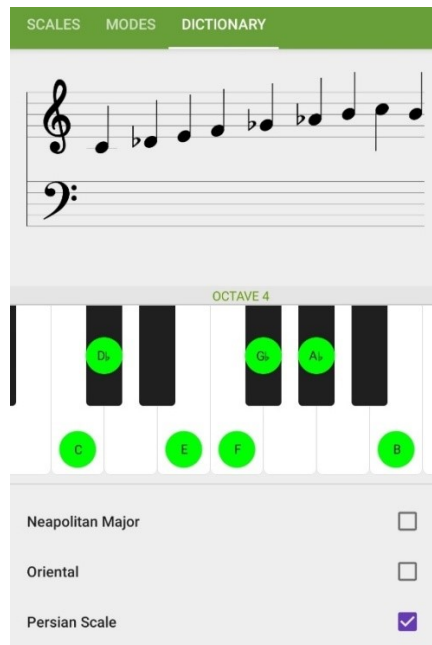 SCALES MODES DICTIONARY
OCTAVE 4
D♭ G♭ A♭
C E F B
Neapolitan Major
Oriental
Persian Scale